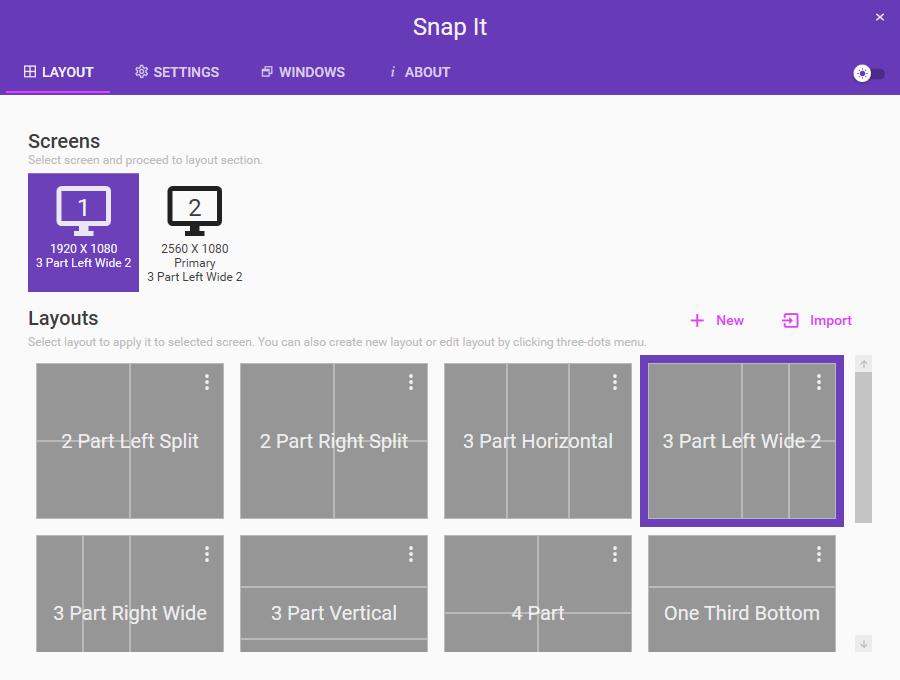 Snap It
LAYOUT
SETTINGS
WINDOWS
i ABOUT
Screens
Select screen and proceed to layout section.
1
1920 X 1080
3 Part Left Wide 2
2
2560 X 1080
Primary
3 Part Left Wide 2
Layouts
+ New
Import
Select layout to apply it to selected screen. You can also create new layout or edit layout by clicking three-dots menu.
2 Part Left Split
2 Part Right Split
3 Part Horizontal
3 Part Left Wide 2
3 Part Right Wide
3 Part Vertical
4 Part
One Third Bottom